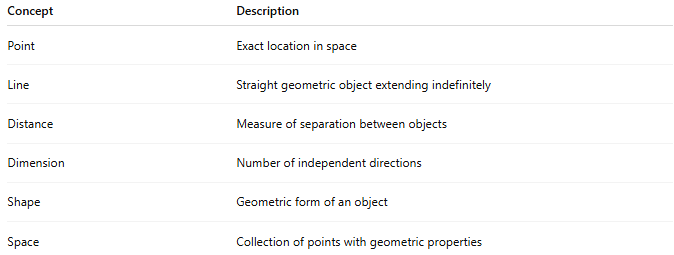 Concept Description
Point Exact location in space
Line Straight geometric object extending indefinitely
Distance Measure of separation between objects
Dimension Number of independent directions
Shape Geometric form of an object
Space Collection of points with geometric properties